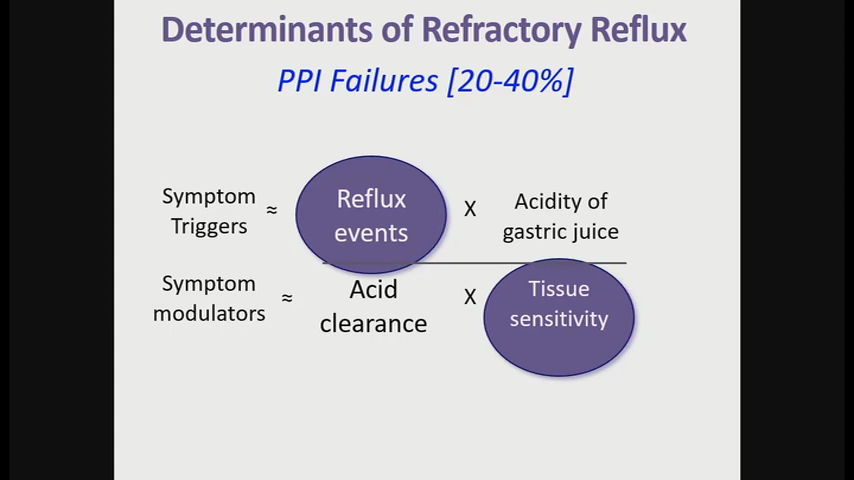 Determinants of Refractory Reflux
PPI Failures [20-40%]
Symptom
Triggers
≈
Reflux
events
X
Acidity of
gastric juice
Symptom
modulators
≈
Acid
clearance
X
Tissue
sensitivity